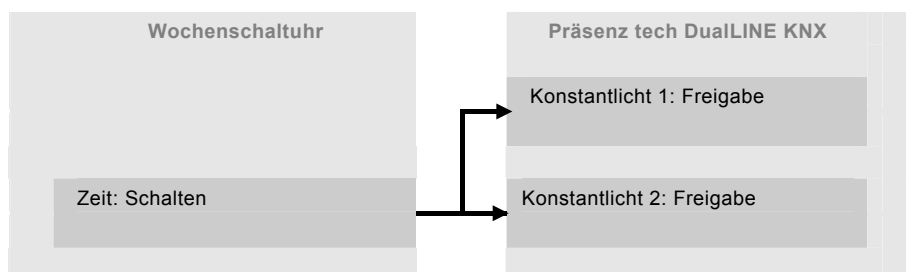 Wochenschaltuhr
Präsenz tech DualLINE KNX
Konstantlicht 1: Freigabe
Zeit: Schalten
Konstantlicht 2: Freigabe